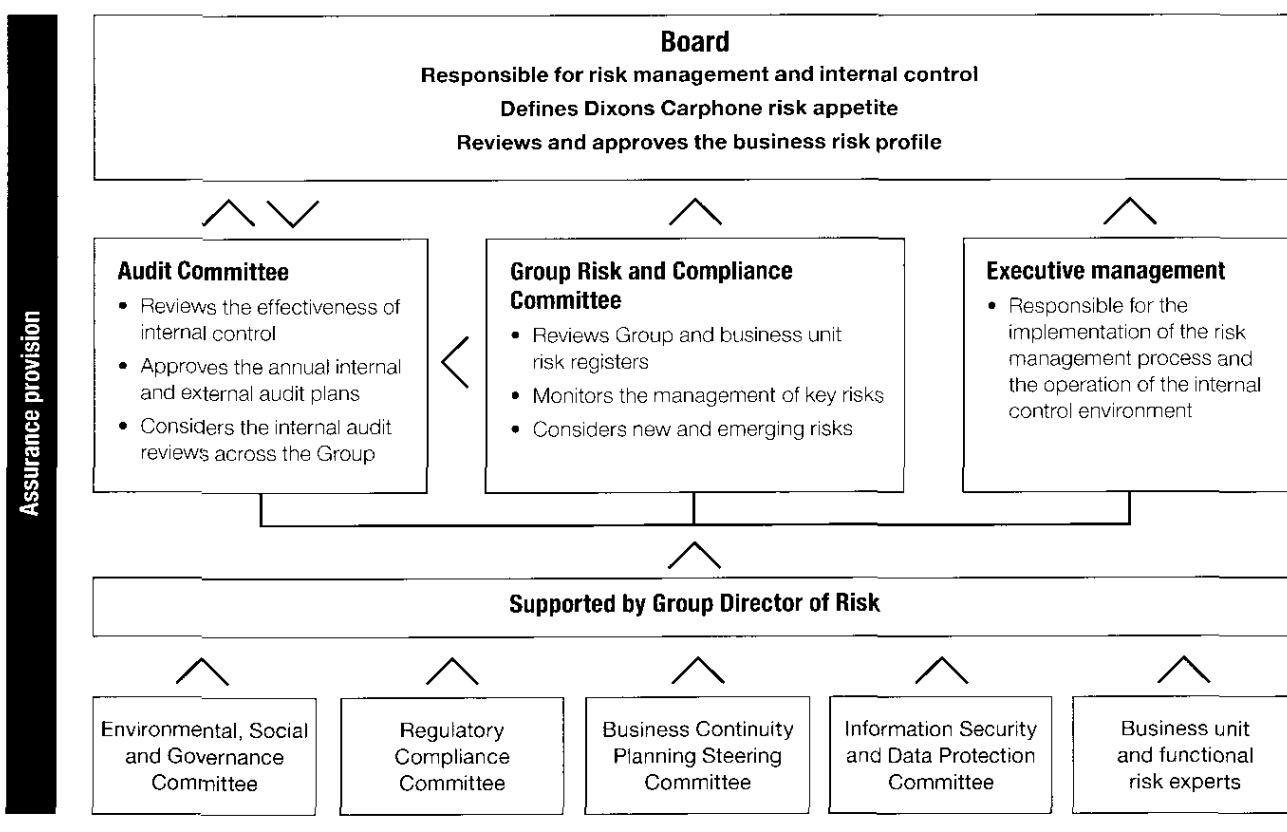 Assurance provision
Board
Responsible for risk management and internal control
Defines Dixons Carphone risk appetite
Reviews and approves the business risk profile
Audit Committee
• Reviews the effectiveness of
internal control
• Approves the annual internal
and external audit plans
• Considers the internal audit
reviews across the Group
Group Risk and Compliance
Committee
• Reviews Group and business unit
risk registers
• Monitors the management of key risks
• Considers new and emerging risks
Executive management
• Responsible for the
implementation of the risk
management process and
the operation of the internal
control environment
Supported by Group Director of Risk
Environmental, Social
and Governance
Committee
Regulatory
Compliance
Committee
Business Continuity
Planning Steering
Committee
Information Security
and Data Protection
Committee
Business unit
and functional
risk experts